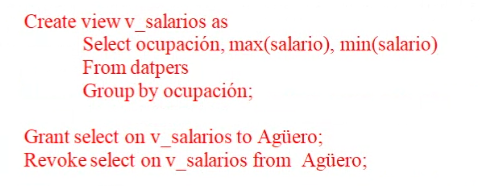 Create view v_salarios as
Select ocupación, max(salario), min(salario)
From datpers
Group by ocupación;
Grant select on v_salarios to Agüero;
Revoke select on v_salarios from Agüero;